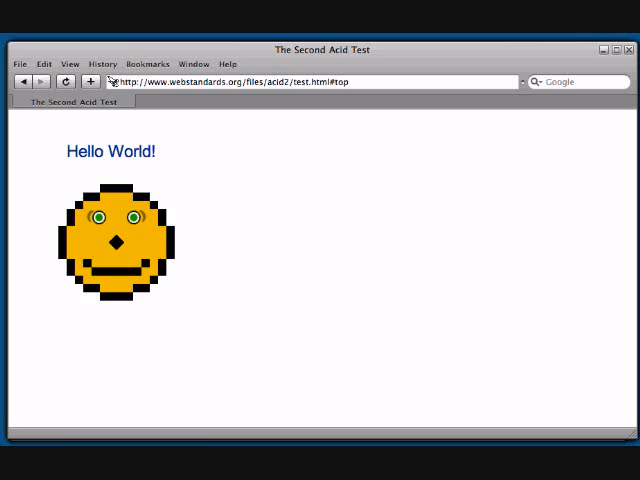 The Second Acid Test
File Edit View History Bookmarks Window Help
http://www.webstandards.org/files/acid2/test.html#top
Google
The Second Acid Test
Hello World!